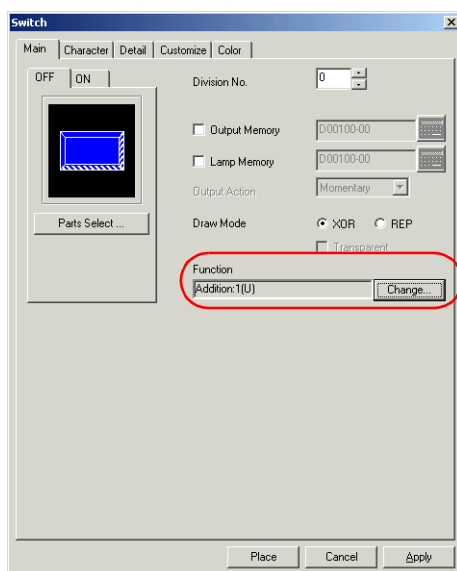 Switch
Main Character Detail Customize Color
OFF ON
Division No. 0
Output Memory D00100-00
Lamp Memory D00100-00
Output Action Momentary
Parts Select ...
Draw Mode XOR REP
Transparent
Function
Addition:1(U) Change...
Place Cancel Apply